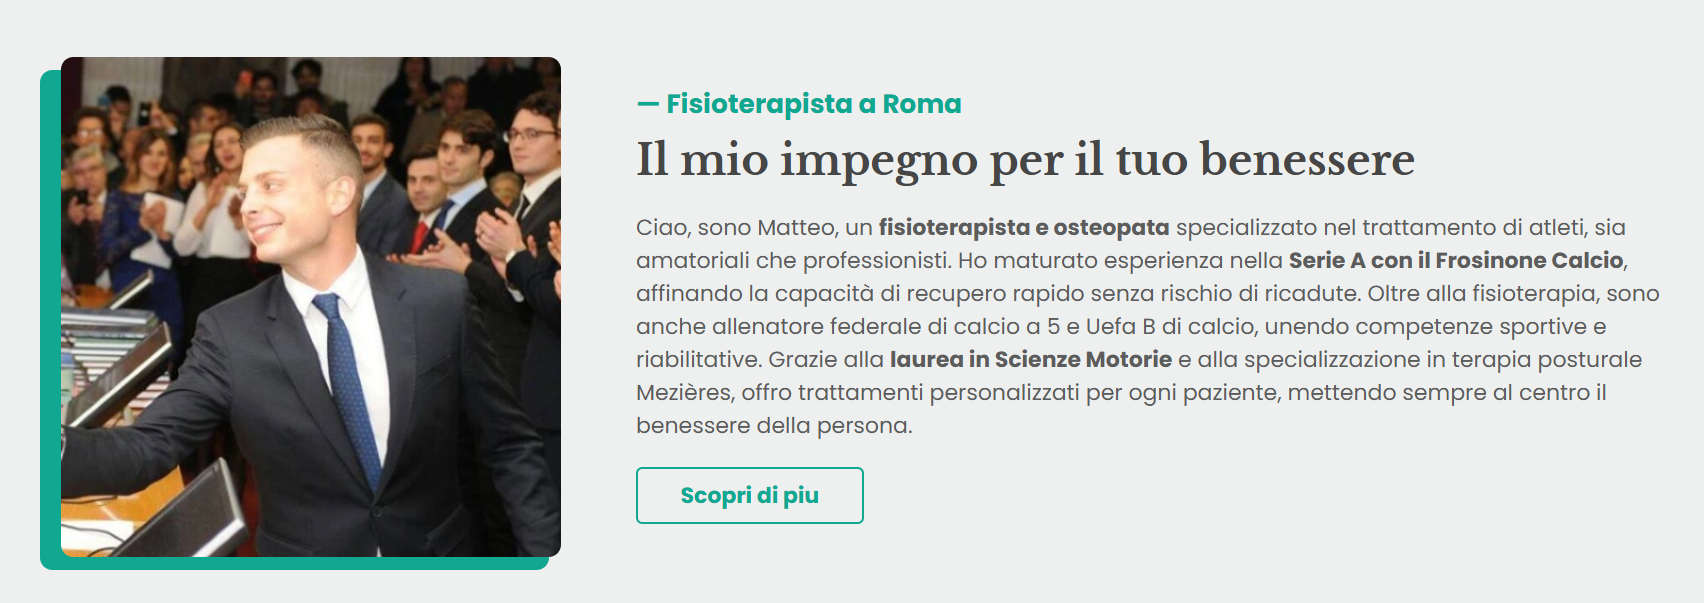 — Fisioterapista a Roma
Il mio impegno per il tuo benessere
Ciao, sono Matteo, un fisioterapista e osteopata specializzato nel trattamento di atleti, sia
amatoriali che professionisti. Ho maturato esperienza nella Serie A con il Frosinone Calcio,
affinando la capacità di recupero rapido senza rischio di ricadute. Oltre alla fisioterapia, sono
anche allenatore federale di calcio a 5 e Uefa B di calcio, unendo competenze sportive e
riabilitative. Grazie alla laurea in Scienze Motorie e alla specializzazione in terapia posturale
Mezières, offro trattamenti personalizzati per ogni paziente, mettendo sempre al centro il
benessere della persona.
Scopri di piu